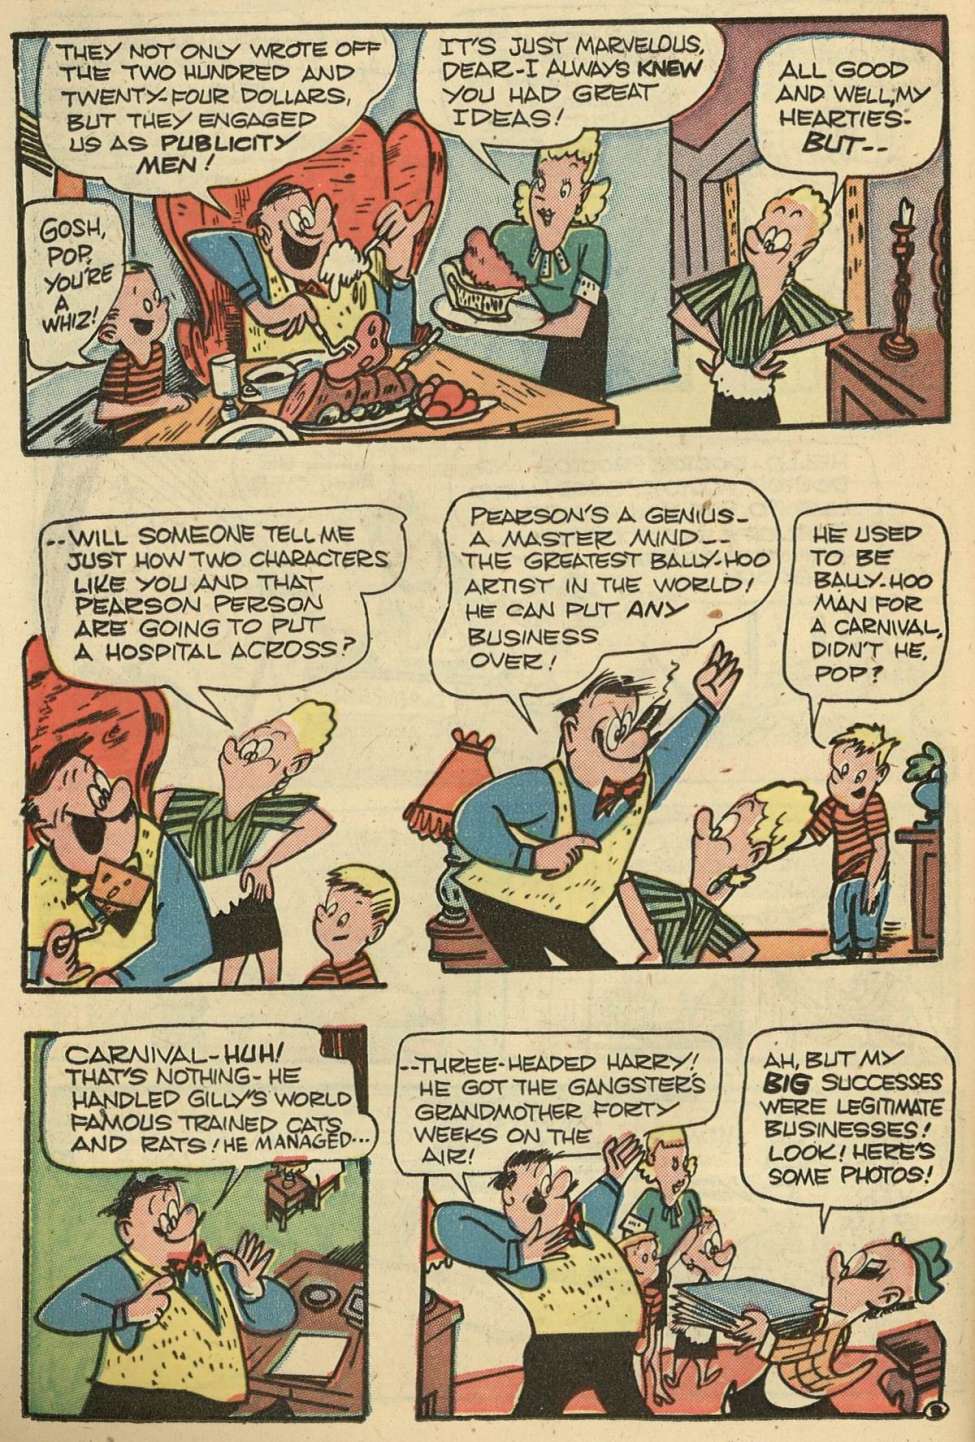 THEY NOT ONLY WROTE OFF
THE TWO HUNDRED AND
TWENTY-FOUR DOLLARS,
BUT THEY ENGAGED
US AS PUBLICITY
MEN!
GOSH,
POP,
YOU'RE
A
WHIZ!
IT'S JUST MARVELOUS,
DEAR-I ALWAYS KNEW
YOU HAD GREAT
IDEAS!
ALL GOOD
AND WELL, MY
HEARTIES-
BUT--
--WILL SOMEONE TELL ME
JUST HOW TWO CHARACTERS
LIKE YOU AND THAT
PEARSON PERSON
ARE GOING TO PUT
A HOSPITAL ACROSS?
PEARSON'S A GENIUS-
A MASTER MIND--
THE GREATEST BALLY-HOO
ARTIST IN THE WORLD!
HE CAN PUT ANY
BUSINESS
OVER!
HE USED
TO BE
BALLY-HOO
MAN FOR
A CARNIVAL,
DIDN'T HE,
POP?
CARNIVAL-HUH!
THAT'S NOTHING-HE
HANDLED GILLY'S WORLD
FAMOUS TRAINED CATS
AND RATS! HE MANAGED...
--THREE-HEADED HARRY!
HE GOT THE GANGSTER'S
GRANDMOTHER FORTY
WEEKS ON THE
AIR!
AH, BUT MY
BIG SUCCESSES
WERE LEGITIMATE
BUSINESSES!
LOOK! HERE'S
SOME PHOTOS!